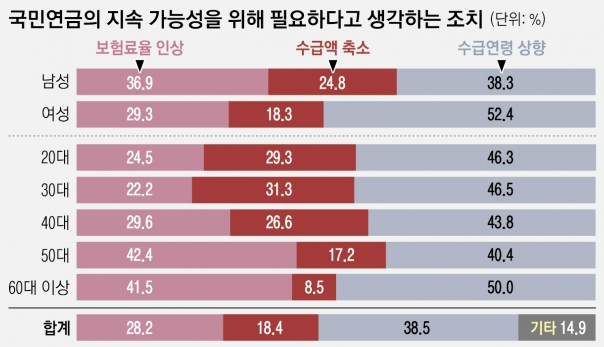 국민연금의 지속 가능성을 위해 필요하다고 생각하는 조치 (단위: %)
보험료율 인상 수급액 축소 수급연령 상향
남성 36.9 24.8 38.3
여성 29.3 18.3 52.4
20대 24.5 29.3 46.3
30대 22.2 31.3 46.5
40대 29.6 26.6 43.8
50대 42.4 17.2 40.4
60대 이상 41.5 8.5 50.0
합계 28.2 18.4 38.5 기타 14.9